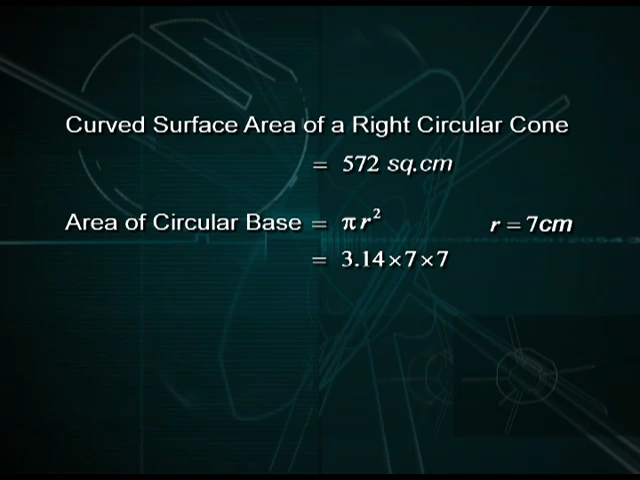 Curved Surface Area of a Right Circular Cone
= 572 sq.cm
Area of Circular Base = πr² r = 7cm
= 3.14×7×7